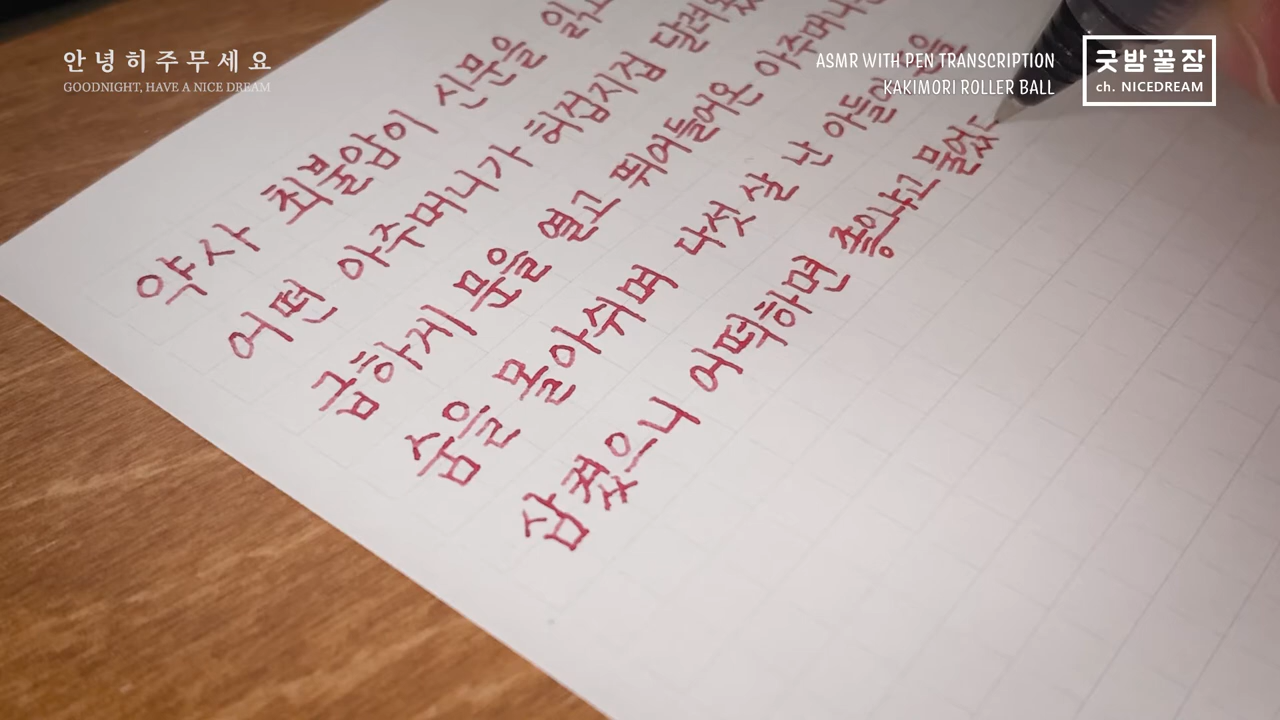 안녕히주무세요
GOODNIGHT, HAVE A NICE DREAM
ASMR WITH PEN TRANSCRIPTION
KAKIMORI ROLLER BALL
굿밤꿀잠
ch. NICEDREAM
약사 최불암이 신문을 읽고
어떤 아주머니가 허겁지겁
급하게 문을 열고 뛰어들어온 아주머니는
숨을 몰아쉬며 다섯 살 난 아들이
삼켰으니 어떡하면 좋으냐고 물었